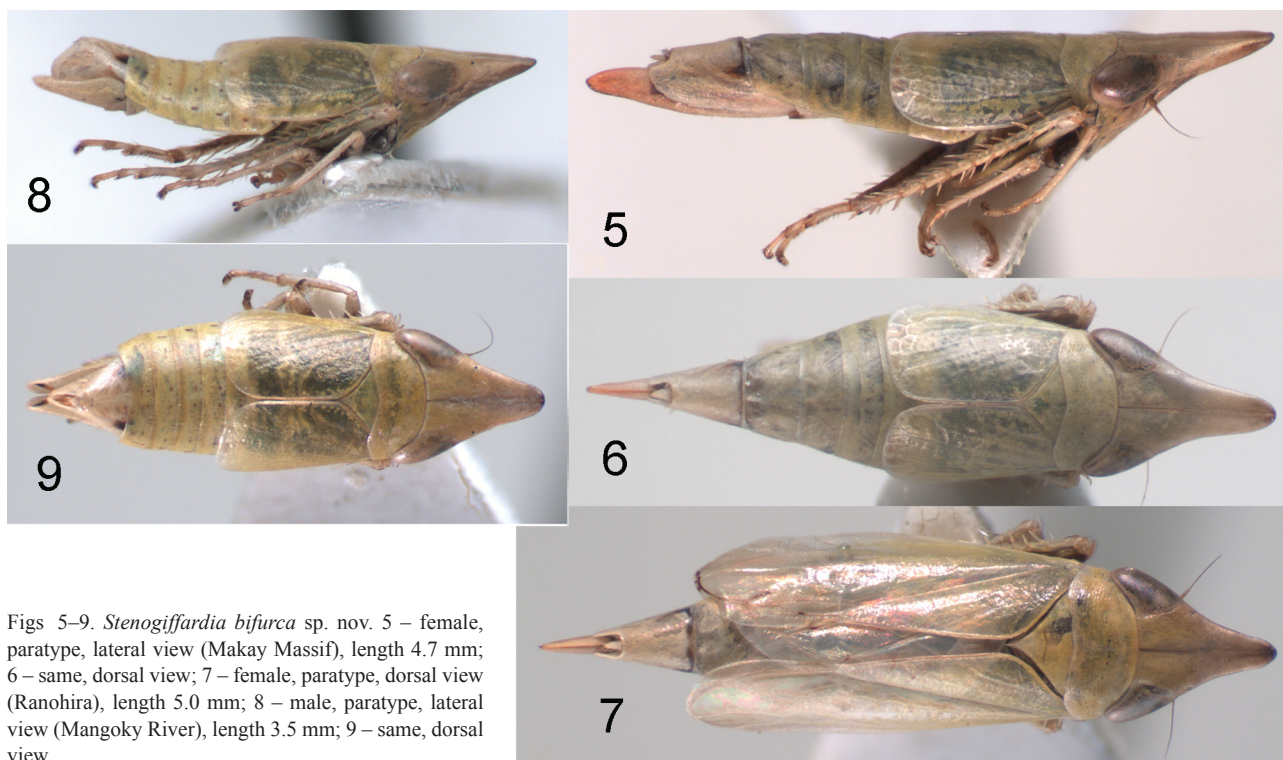 8
5
9
6
7
Figs 5–9. Stenogiffardia bifurca sp. nov. 5 – female,
paratype, lateral view (Makay Massif), length 4.7 mm;
6 – same, dorsal view; 7 – female, paratype, dorsal view
(Ranohira), length 5.0 mm; 8 – male, paratype, lateral
view (Mangoky River), length 3.5 mm; 9 – same, dorsal
view